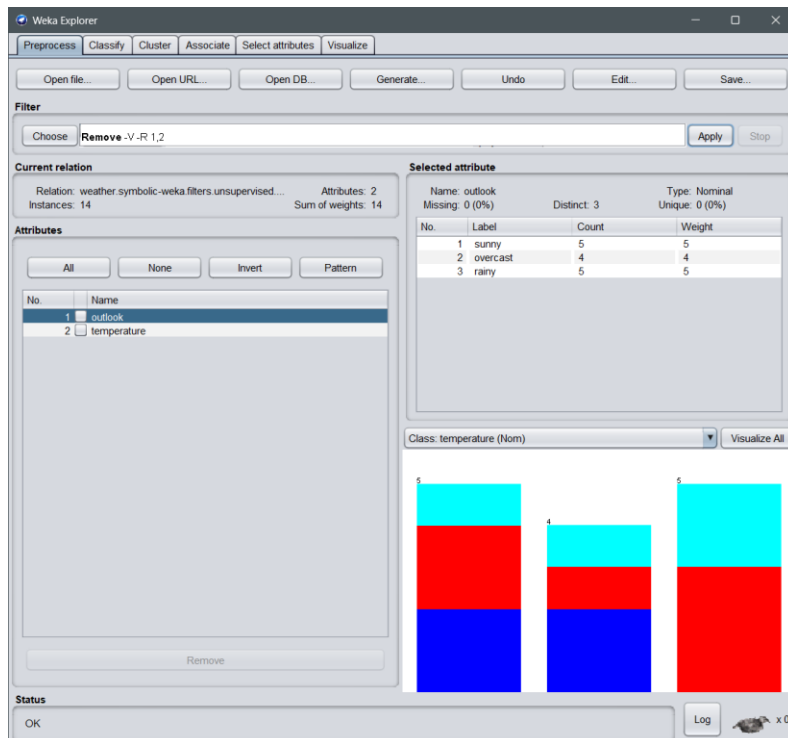 Weka Explorer
Preprocess Classify Cluster Associate Select attributes Visualize
Open file... Open URL... Open DB... Generate... Undo Edit... Save...
Filter
Choose Remove -V -R 1,2 Apply Stop
Current relation
Relation: weather.symbolic-weka.filters.unsupervised.... Attributes: 2
Instances: 14 Sum of weights: 14
Attributes
All None Invert Pattern
No. Name
1 outlook
2 temperature
Remove
Selected attribute
Name: outlook Type: Nominal
Missing: 0 (0%) Distinct: 3 Unique: 0 (0%)
No. Label Count Weight
1 sunny 5 5
2 overcast 4 4
3 rainy 5 5
Class: temperature (Nom) Visualize All
5 4 5
Status
OK Log x 0